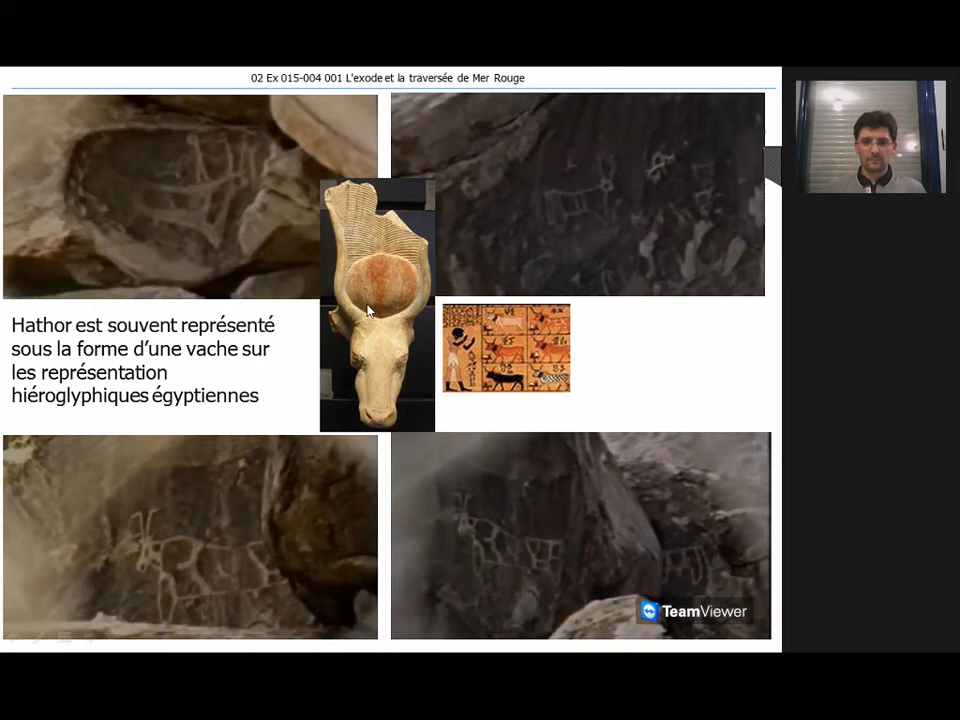 02 Ex 015-004 001 L'exode et la traversée de Mer Rouge
Hathor est souvent représenté
sous la forme d'une vache sur
les représentation
hiéroglyphiques égyptiennes
TeamViewer